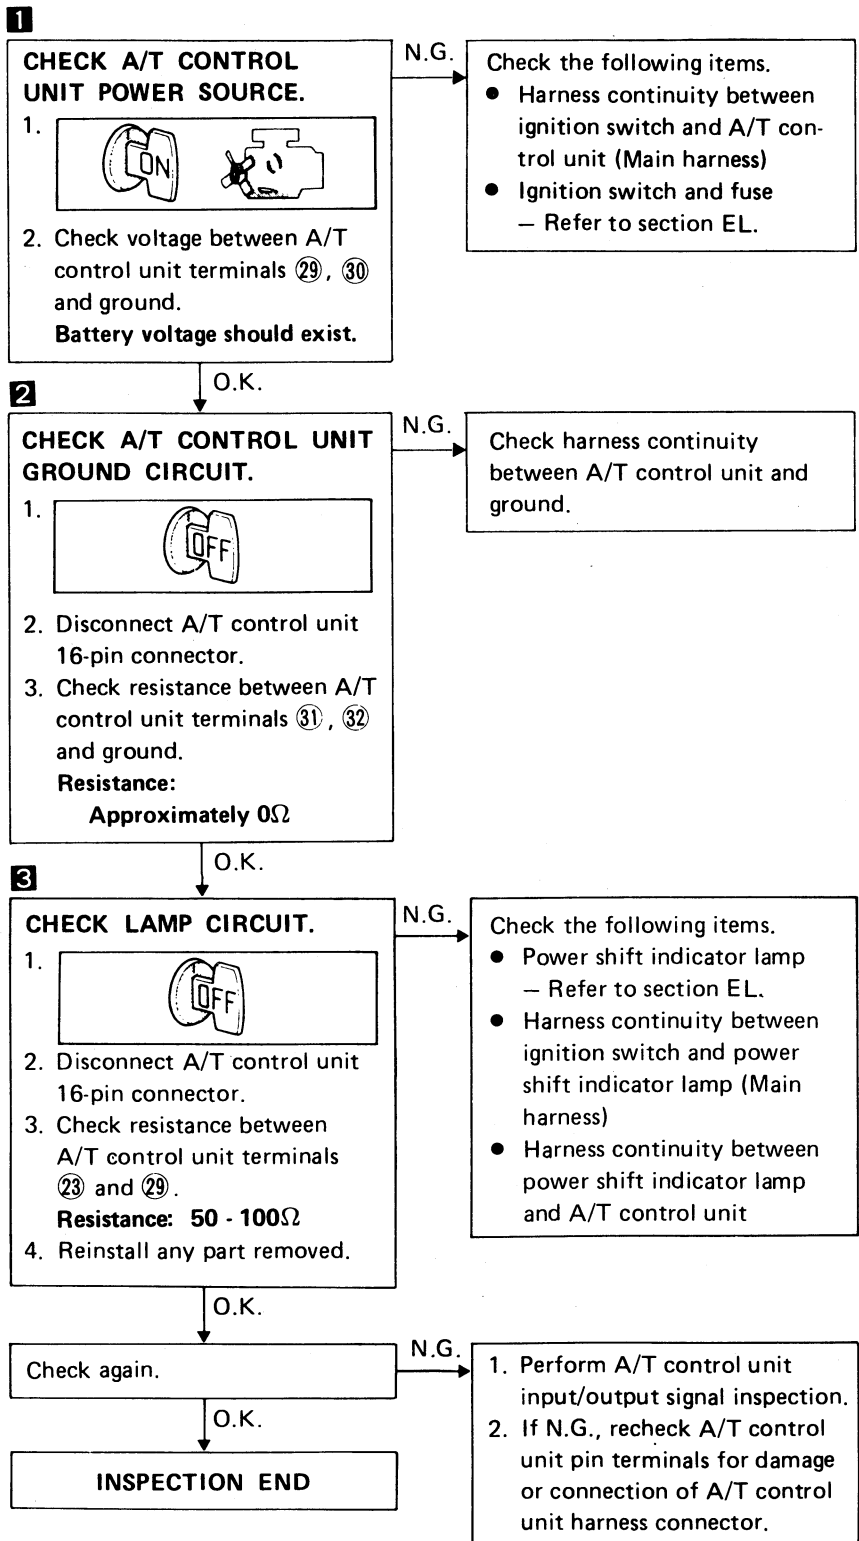 1
CHECK A/T CONTROL
UNIT POWER SOURCE.
1.
ON
2. Check voltage between A/T
control unit terminals ㉙, ㉚
and ground.
Battery voltage should exist.
N.G.
Check the following items.
● Harness continuity between
ignition switch and A/T con-
trol unit (Main harness)
● Ignition switch and fuse
— Refer to section EL.
O.K.
2
CHECK A/T CONTROL UNIT
GROUND CIRCUIT.
1.
OFF
2. Disconnect A/T control unit
16-pin connector.
3. Check resistance between A/T
control unit terminals ㉛, ㉜
and ground.
Resistance:
Approximately 0Ω
N.G.
Check harness continuity
between A/T control unit and
ground.
O.K.
3
CHECK LAMP CIRCUIT.
1.
OFF
2. Disconnect A/T control unit
16-pin connector.
3. Check resistance between
A/T control unit terminals
㉓ and ㉙.
Resistance: 50 - 100Ω
4. Reinstall any part removed.
N.G.
Check the following items.
● Power shift indicator lamp
— Refer to section EL.
● Harness continuity between
ignition switch and power
shift indicator lamp (Main
harness)
● Harness continuity between
power shift indicator lamp
and A/T control unit
O.K.
Check again.
N.G.
1. Perform A/T control unit
input/output signal inspection.
2. If N.G., recheck A/T control
unit pin terminals for damage
or connection of A/T control
unit harness connector.
O.K.
INSPECTION END